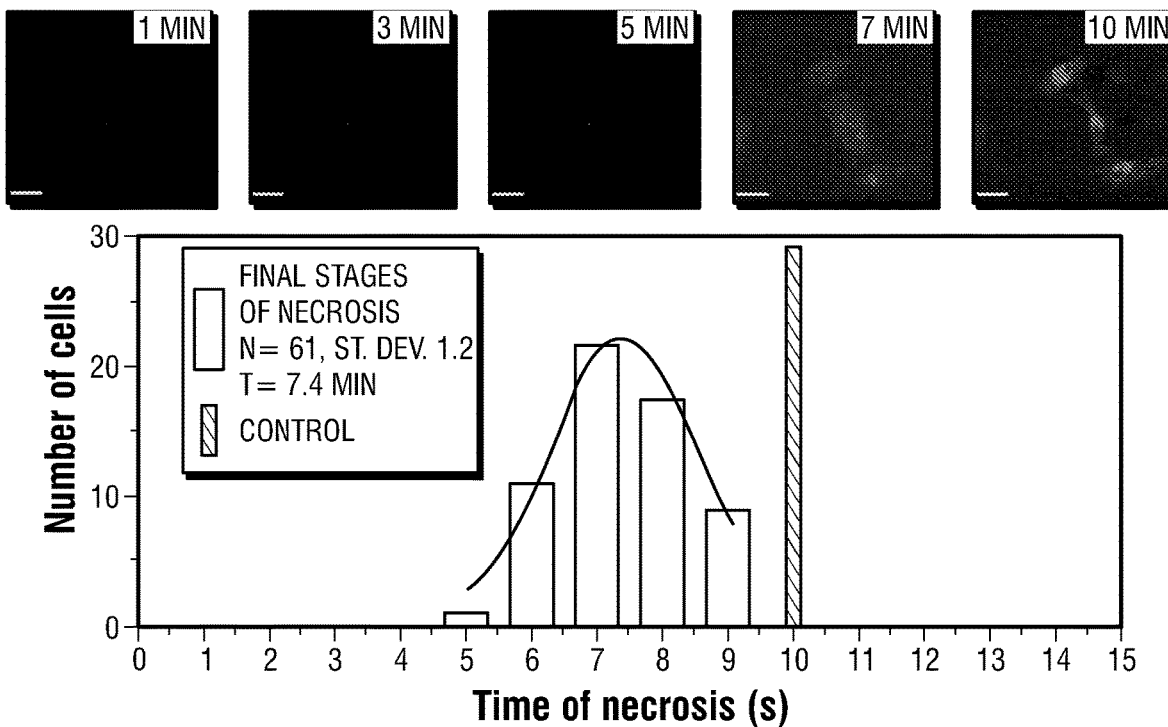 1 MIN
3 MIN
5 MIN
7 MIN
10 MIN
30
20
10
0
Number of cells
FINAL STAGES
OF NECROSIS
N= 61, ST. DEV. 1.2
T= 7.4 MIN
CONTROL
0 1 2 3 4 5 6 7 8 9 10 11 12 13 14 15
Time of necrosis (s)